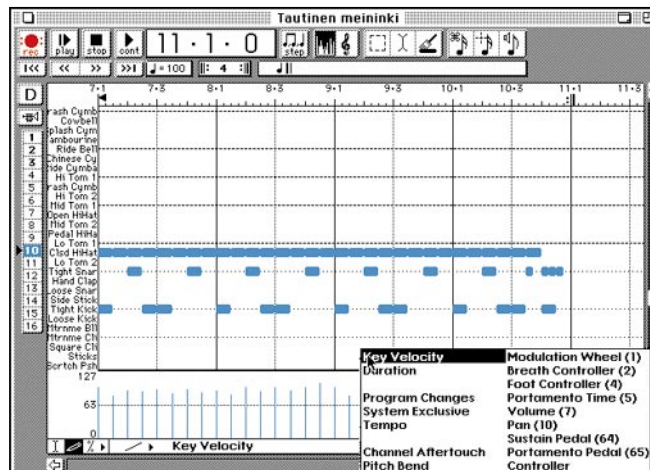 Tautinen meininki
rec
play
stop
cont
11 · 1 · 0
step
I<<
<<
>>
>>I
=100
4
D
7·1
7·3
8·1
8·3
9·1
9·3
10·1
10·3
11·1
11·3
1
2
3
4
5
6
7
8
9
10
11
12
13
14
15
16
rash Cymb
Cowbell
plash Cym
ambourine
Ride Bell
Chinese Cy
ide Cymba
Hi Tom 1
rash Cymb
Hi Tom 2
Mid Tom 1
Open HiHat
Mid Tom 2
Pedal HiHa
Lo Tom 1
Clsd HiHat
Lo Tom 2
Tight Snar
Hand Clap
oose Snar
Side Stick
Tight Kick
Loose Kick
Mtrnme Bll
Mtrnme Cli
Square Cli
Sticks
Scrtch Psh
127
63
0
Key Velocity
Key Velocity
Duration
Program Changes
System Exclusive
Tempo
Channel Aftertouch
Pitch Bend
Modulation Wheel (1)
Breath Controller (2)
Foot Controller (4)
Portamento Time (5)
Volume (7)
Pan (10)
Sustain Pedal (64)
Portamento Pedal (65)
Controller